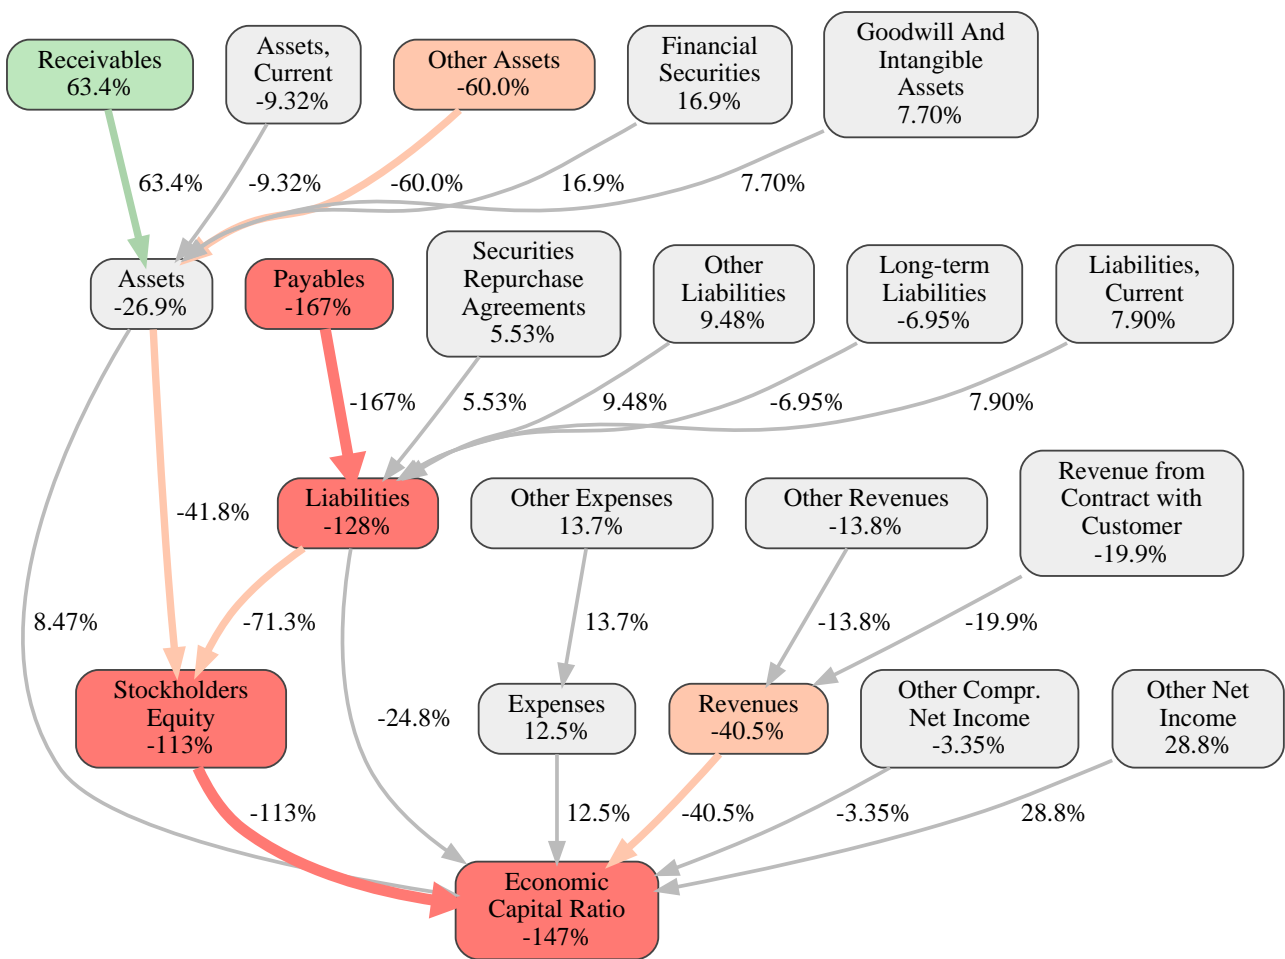 Receivables
63.4%
Assets,
Current
-9.32%
Other Assets
-60.0%
Financial
Securities
16.9%
Goodwill And
Intangible
Assets
7.70%
63.4%
-9.32%
-60.0%
16.9%
7.70%
Assets
-26.9%
Payables
-167%
Securities
Repurchase
Agreements
5.53%
Other
Liabilities
9.48%
Long-term
Liabilities
-6.95%
Liabilities,
Current
7.90%
-167%
5.53%
9.48%
-6.95%
7.90%
Liabilities
-128%
Other Expenses
13.7%
Other Revenues
-13.8%
Revenue from
Contract with
Customer
-19.9%
-41.8%
8.47%
-71.3%
13.7%
-13.8%
-19.9%
Stockholders
Equity
-113%
-24.8%
Expenses
12.5%
Revenues
-40.5%
Other Compr.
Net Income
-3.35%
Other Net
Income
28.8%
-113%
12.5%
-40.5%
-3.35%
28.8%
Economic
Capital Ratio
-147%